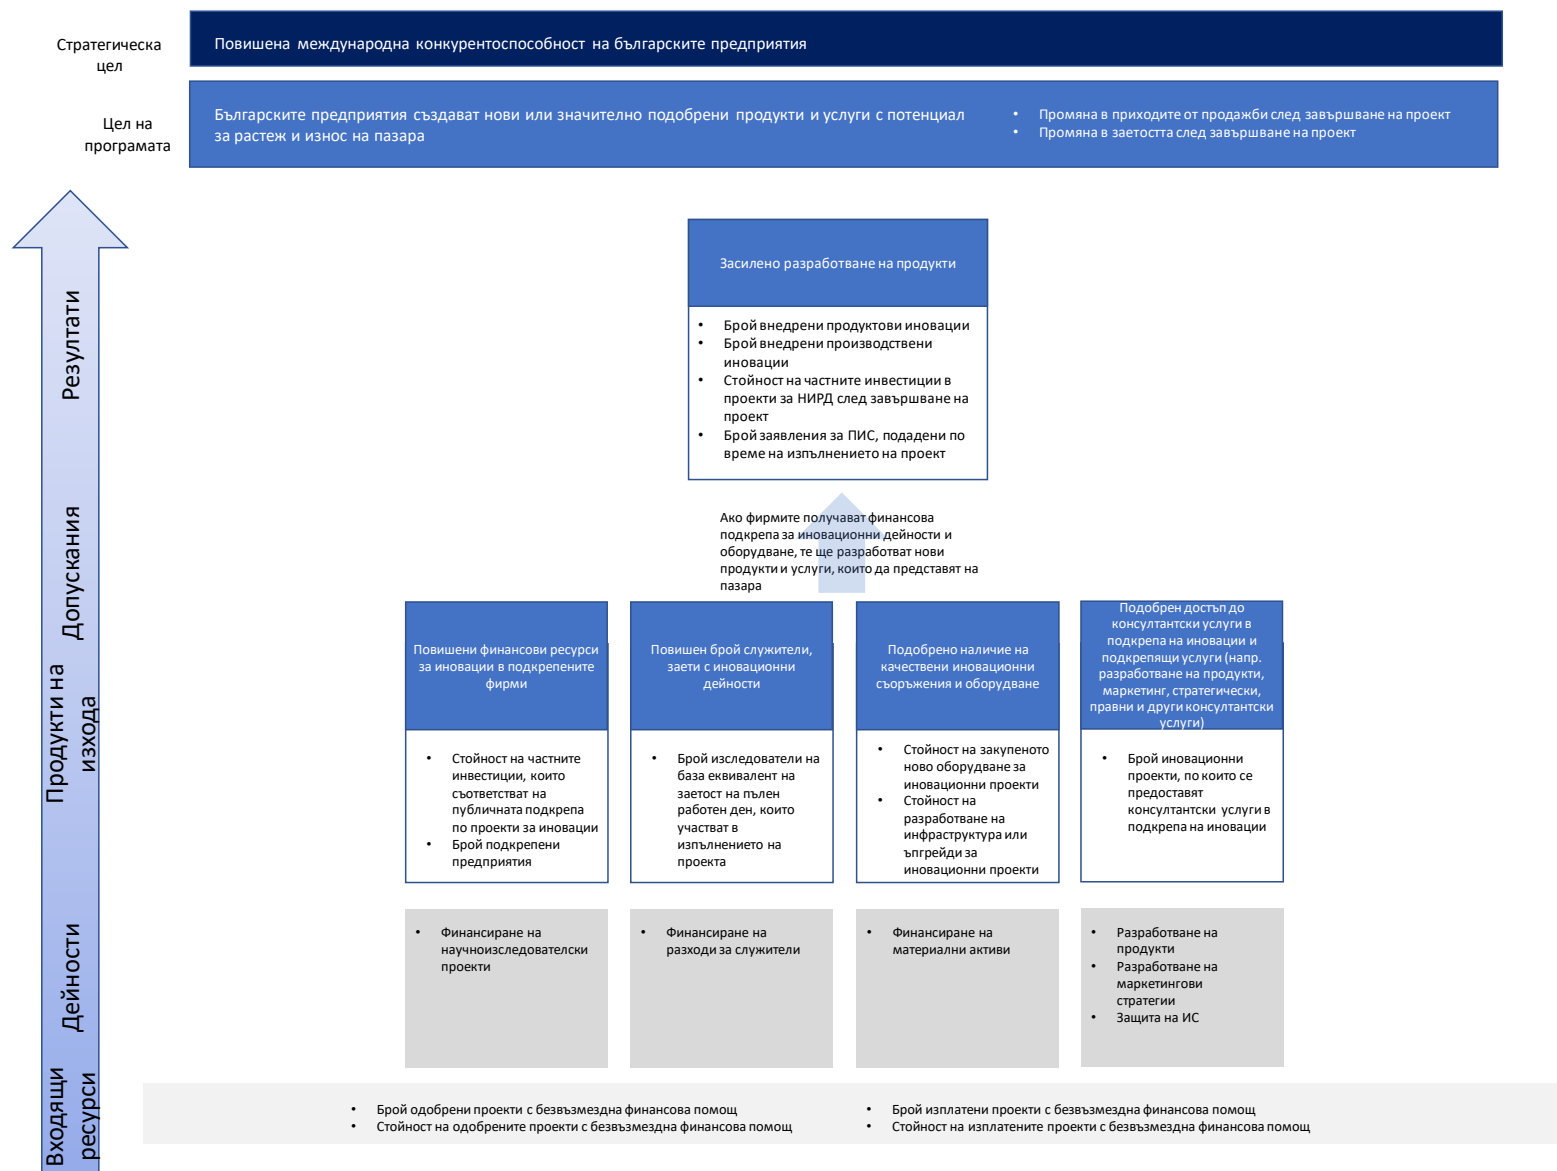 Стратегическа
цел
Повишена международна конкурентоспособност на българските предприятия
Цел на
програмата
Българските предприятия създават нови или значително подобрени продукти и услуги с потенциал
за растеж и износ на пазара
• Промяна в приходите от продажби след завършване на проект
• Промяна в заетостта след завършване на проект
Резултати
Засилено разработване на продукти
• Брой внедрени продуктови иновации
• Брой внедрени производствени
иновации
• Стойност на частните инвестиции в
проекти за НИРД след завършване на
проект
• Брой заявления за ПИС, подадени по
време на изпълнението на проект
Допускания
Ако фирмите получават финансова
подкрепа за иновационни дейности и
оборудване, те ще разработват нови
продукти и услуги, които да представят на
пазара
Продукти на
изхода
Повишени финансови ресурси
за иновации в подкрепените
фирми
• Стойност на частните
инвестиции, които
съответстват на
публичната подкрепа
по проекти за иновации
• Брой подкрепени
предприятия
Повишен брой служители,
заети с иновационни
дейности
• Брой изследователи на
база еквивалент на
заетост на пълен
работен ден, които
участват в
изпълнението на
проекта
Подобрено наличие на
качествени иновационни
съоръжения и оборудване
• Стойност на закупеното
ново оборудване за
иновационни проекти
• Стойност на
разработване на
инфраструктура или
ъпгрейди за
иновационни проекти
Подобрен достъп до
консултантски услуги в
подкрепа на иновации и
подкрепящи услуги (напр.
разработване на продукти,
маркетинг, стратегически,
правни и други консултантски
услуги)
• Брой иновационни
проекти, по които се
предоставят
консултантски услуги в
подкрепа на иновации
Дейности
• Финансиране на
научноизследователски
проекти
• Финансиране на
разходи за служители
• Финансиране на
материални активи
• Разработване на
продукти
• Разработване на
маркетингови
стратегии
• Защита на ИС
Входящи
ресурси
• Брой одобрени проекти с безвъзмездна финансова помощ
• Стойност на одобрените проекти с безвъзмездна финансова помощ
• Брой изплатени проекти с безвъзмездна финансова помощ
• Стойност на изплатените проекти с безвъзмездна финансова помощ